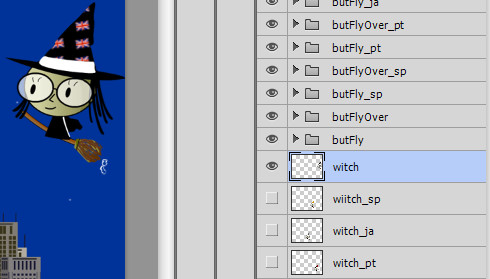 butFly_ja
butFlyOver_pt
butFly_pt
butFlyOver_sp
butFly_sp
butFlyOver
butFly
witch
wiitch_sp
witch_ja
witch_pt